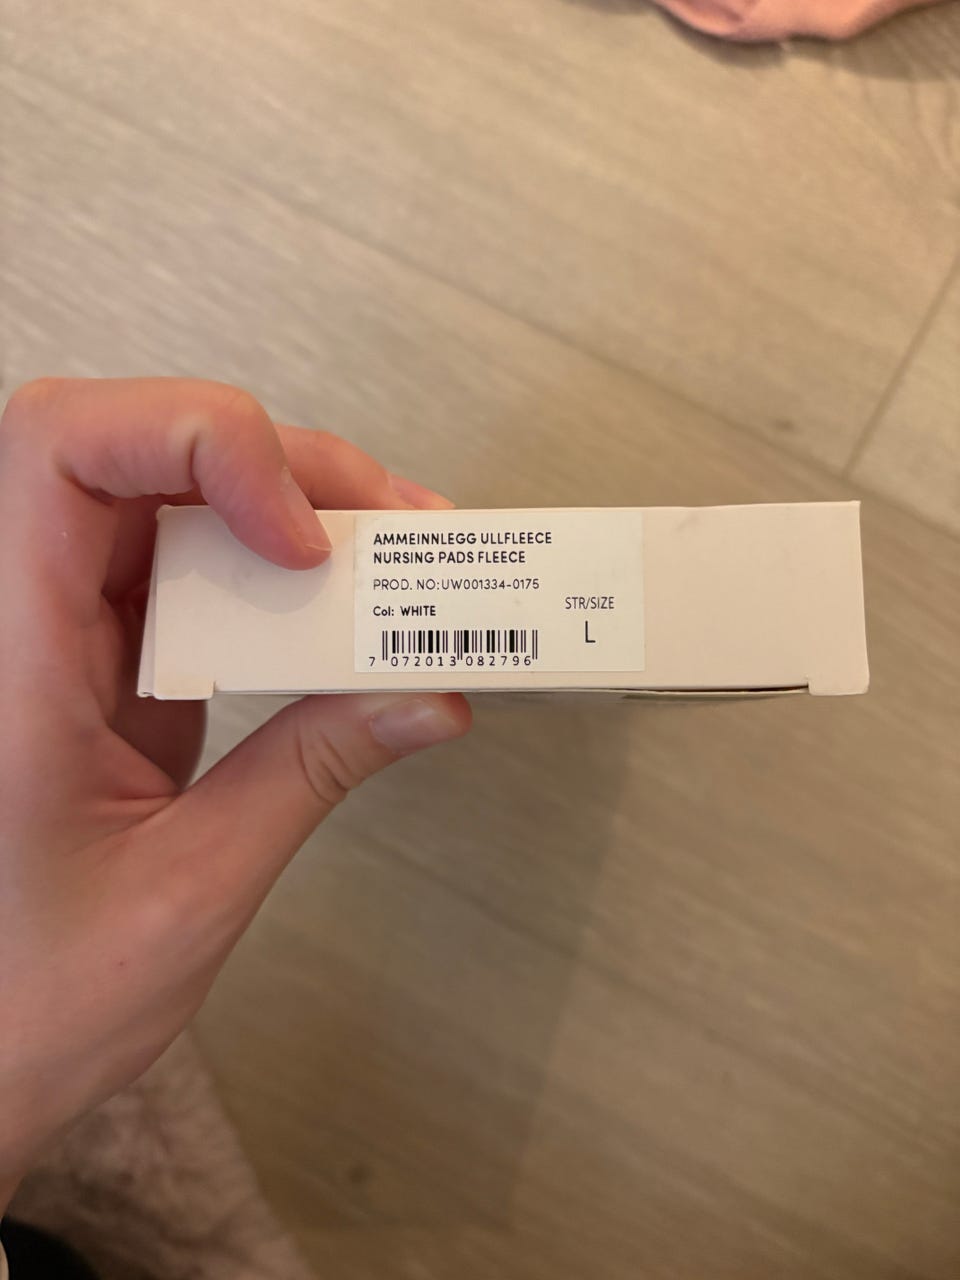 AMMEINNLEGG ULLFLEECE
NURSING PADS FLEECE
PROD. NO:UW001334-0175
Col: WHITE
STR/SIZE
L
7 072013 082796